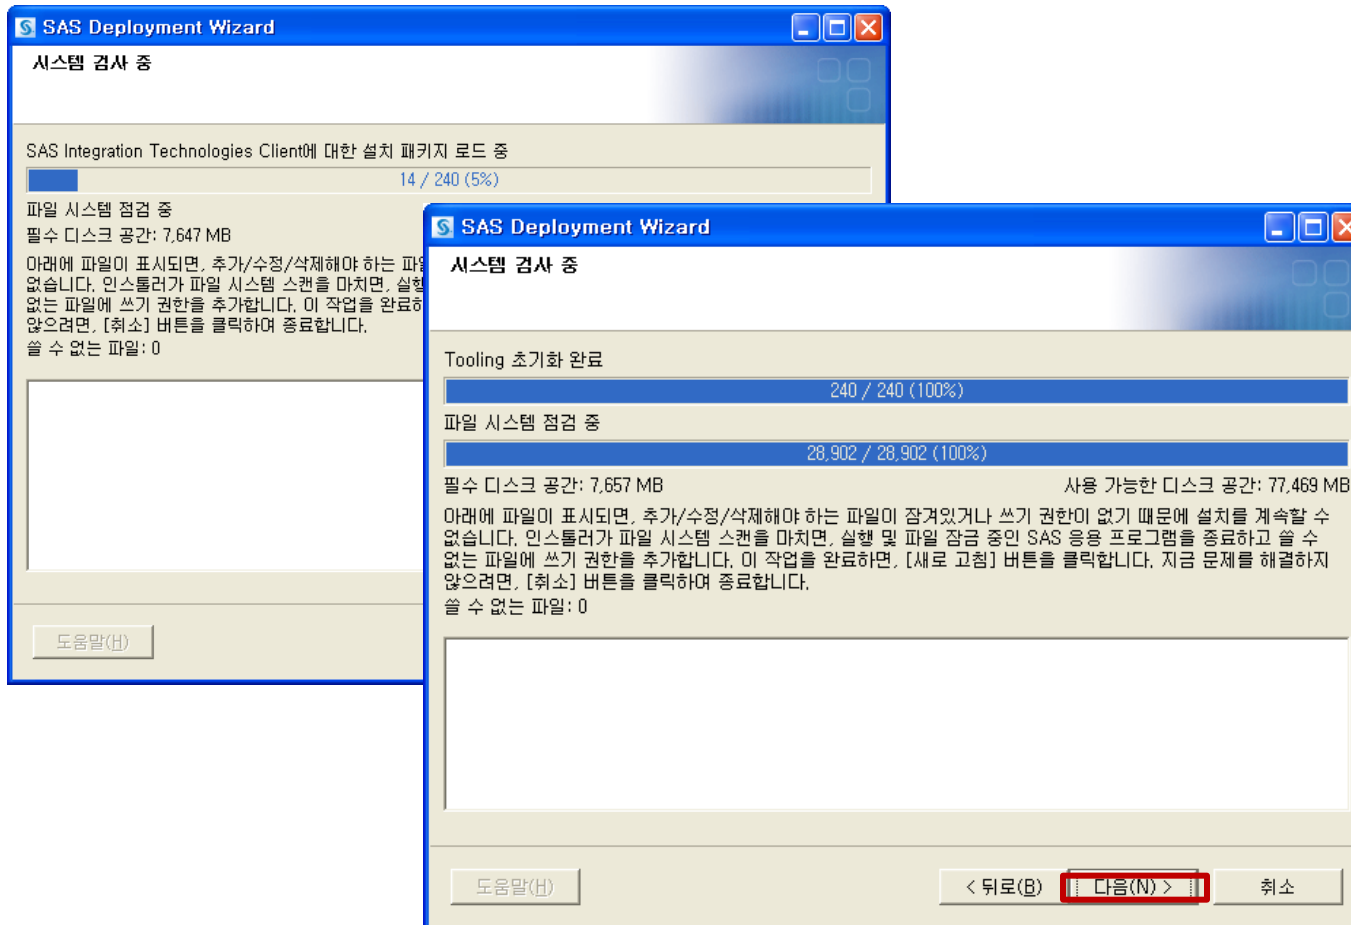 SAS Deployment Wizard
시스템 검사 중
SAS Integration Technologies Client에 대한 설치 패키지 로드 중
14 / 240 (5%)
파일 시스템 점검 중
필수 디스크 공간: 7,647 MB
아래에 파일이 표시되면, 추가/수정/삭제해야 하는
없습니다. 인스톨러가 파일 시스템 스캔을 마치면,
없는 파일에 쓰기 권한을 추가합니다. 이 작업을
않으려면, [취소] 버튼을 클릭하여 종료합니다.
쓸 수 없는 파일: 0
도움말(H)
SAS Deployment Wizard
시스템 검사 중
Tooling 초기화 완료
240 / 240 (100%)
파일 시스템 점검 중
28,902 / 28,902 (100%)
필수 디스크 공간: 7,657 MB 사용 가능한 디스크 공간: 77,469 MB
아래에 파일이 표시되면, 추가/수정/삭제해야 하는 파일이 잠겨있거나 쓰기 권한이 없기 때문에 설치를 계속할 수
없습니다. 인스톨러가 파일 시스템 스캔을 마치면, 실행 및 파일 잠금 중인 SAS 응용 프로그램을 종료하고 쓸 수
없는 파일에 쓰기 권한을 추가합니다. 이 작업을 완료하면, [새로 고침] 버튼을 클릭합니다. 지금 문제를 해결하지
않으려면, [취소] 버튼을 클릭하여 종료합니다.
쓸 수 없는 파일: 0
도움말(H) < 뒤로(B) 다음(N) > 취소